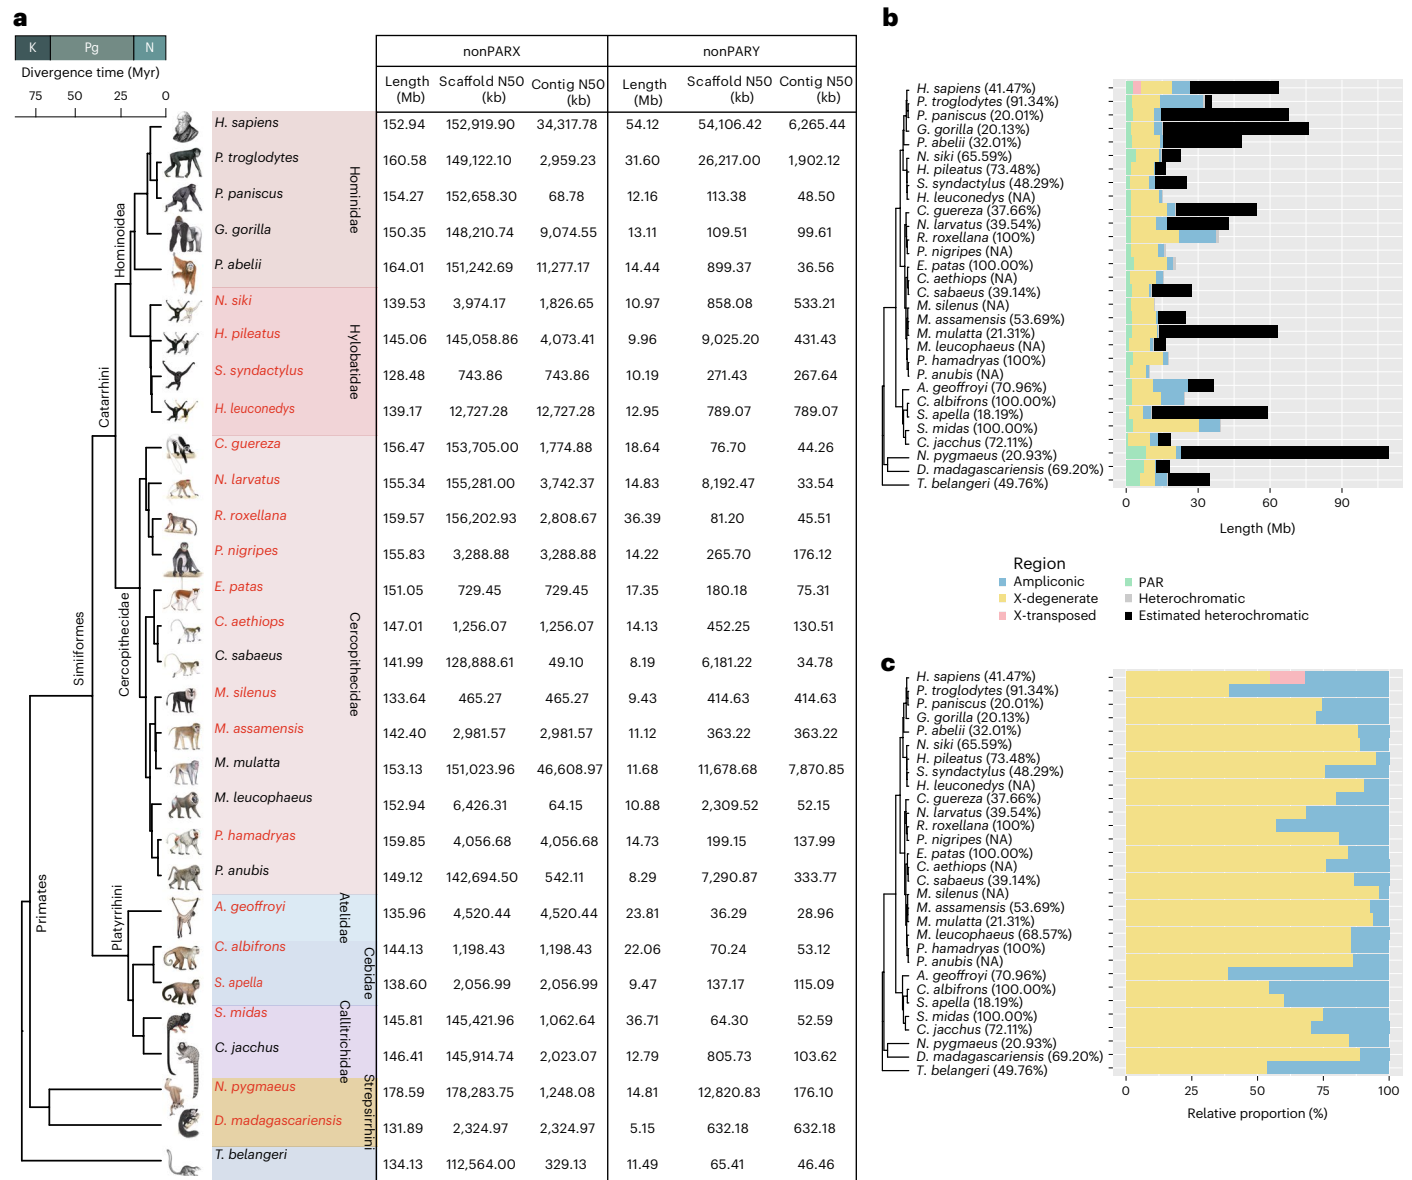 a
K Pg N
Divergence time (Myr)
75 50 25 0
nonPARX nonPARY
Length (Mb) Scaffold N50 (kb) Contig N50 (kb) Length (Mb) Scaffold N50 (kb) Contig N50 (kb)
H. sapiens 152.94 152,919.90 34,317.78 54.12 54,106.42 6,265.44
P. troglodytes 160.58 149,122.10 2,959.23 31.60 26,217.00 1,902.12
P. paniscus 154.27 152,658.30 68.78 12.16 113.38 48.50
G. gorilla 150.35 148,210.74 9,074.55 13.11 109.51 99.61
P. abelii 164.01 151,242.69 11,277.17 14.44 899.37 36.56
N. siki 139.53 3,974.17 1,826.65 10.97 858.08 533.21
H. pileatus 145.06 145,058.86 4,073.41 9.96 9,025.20 431.43
S. syndactylus 128.48 743.86 743.86 10.19 271.43 267.64
H. leuconedys 139.17 12,727.28 12,727.28 12.95 789.07 789.07
C. guereza 156.47 153,705.00 1,774.88 18.64 76.70 44.26
N. larvatus 155.34 155,281.00 3,742.37 14.83 8,192.47 33.54
R. roxellana 159.57 156,202.93 2,808.67 36.39 81.20 45.51
P. nigripes 155.83 3,288.88 3,288.88 14.22 265.70 176.12
E. patas 151.05 729.45 729.45 17.35 180.18 75.31
C. aethiops 147.01 1,256.07 1,256.07 14.13 452.25 130.51
C. sabaeus 141.99 128,888.61 49.10 8.19 6,181.22 34.78
M. silenus 133.64 465.27 465.27 9.43 414.63 414.63
M. assamensis 142.40 2,981.57 2,981.57 11.12 363.22 363.22
M. mulatta 153.13 151,023.96 46,608.97 11.68 11,678.68 7,870.85
M. leucophaeus 152.94 6,426.31 64.15 10.88 2,309.52 52.15
P. hamadryas 159.85 4,056.68 4,056.68 14.73 199.15 137.99
P. anubis 149.12 142,694.50 542.11 8.29 7,290.87 333.77
A. geoffroyi 135.96 4,520.44 4,520.44 23.81 36.29 28.96
C. albifrons 144.13 1,198.43 1,198.43 22.06 70.24 53.12
S. apella 138.60 2,056.99 2,056.99 9.47 137.17 115.09
S. midas 145.81 145,421.96 1,062.64 36.71 64.30 52.59
C. jacchus 146.41 145,914.74 2,023.07 12.79 805.73 103.62
N. pygmaeus 178.59 178,283.75 1,248.08 14.81 12,820.83 176.10
D. madagascariensis 131.89 2,324.97 2,324.97 5.15 632.18 632.18
T. belangeri 134.13 112,564.00 329.13 11.49 65.41 46.46
Primates
Simiiformes
Catarrhini
Hominoidea
Cercopithecidae
Platyrrihini
Hominidae
Hylobatidae
Cercopithecidae
Atelidae
Cebidae
Callitrichidae
Strepsirrhini
b
H. sapiens (41.47%)
P. troglodytes (91.34%)
P. paniscus (20.01%)
G. gorilla (20.13%)
P. abelii (32.01%)
N. siki (65.59%)
H. pileatus (73.48%)
S. syndactylus (48.29%)
H. leuconedys (NA)
C. guereza (37.66%)
N. larvatus (39.54%)
R. roxellana (100%)
P. nigripes (NA)
E. patas (100.00%)
C. aethiops (NA)
C. sabaeus (39.14%)
M. silenus (NA)
M. assamensis (53.69%)
M. mulatta (21.31%)
M. leucophaeus (NA)
P. hamadryas (100%)
P. anubis (NA)
A. geoffroyi (70.96%)
C. albifrons (100.00%)
S. apella (18.19%)
S. midas (100.00%)
C. jacchus (72.11%)
N. pygmaeus (20.93%)
D. madagascariensis (69.20%)
T. belangeri (49.76%)
0 30 60 90
Length (Mb)
Region
Ampliconic PAR
X-degenerate Heterochromatic
X-transposed Estimated heterochromatic
c
H. sapiens (41.47%)
P. troglodytes (91.34%)
P. paniscus (20.01%)
G. gorilla (20.13%)
P. abelii (32.01%)
N. siki (65.59%)
H. pileatus (73.48%)
S. syndactylus (48.29%)
H. leuconedys (NA)
C. guereza (37.66%)
N. larvatus (39.54%)
R. roxellana (100%)
P. nigripes (NA)
E. patas (100.00%)
C. aethiops (NA)
C. sabaeus (39.14%)
M. silenus (NA)
M. assamensis (53.69%)
M. mulatta (21.31%)
M. leucophaeus (68.57%)
P. hamadryas (100%)
P. anubis (NA)
A. geoffroyi (70.96%)
C. albifrons (100.00%)
S. apella (18.19%)
S. midas (100.00%)
C. jacchus (72.11%)
N. pygmaeus (20.93%)
D. madagascariensis (69.20%)
T. belangeri (49.76%)
0 25 50 75 100
Relative proportion (%)